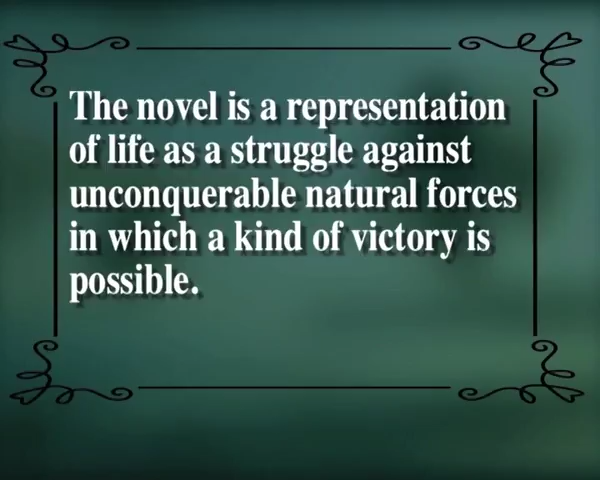 The novel is a representation
of life as a struggle against
unconquerable natural forces
in which a kind of victory is
possible.